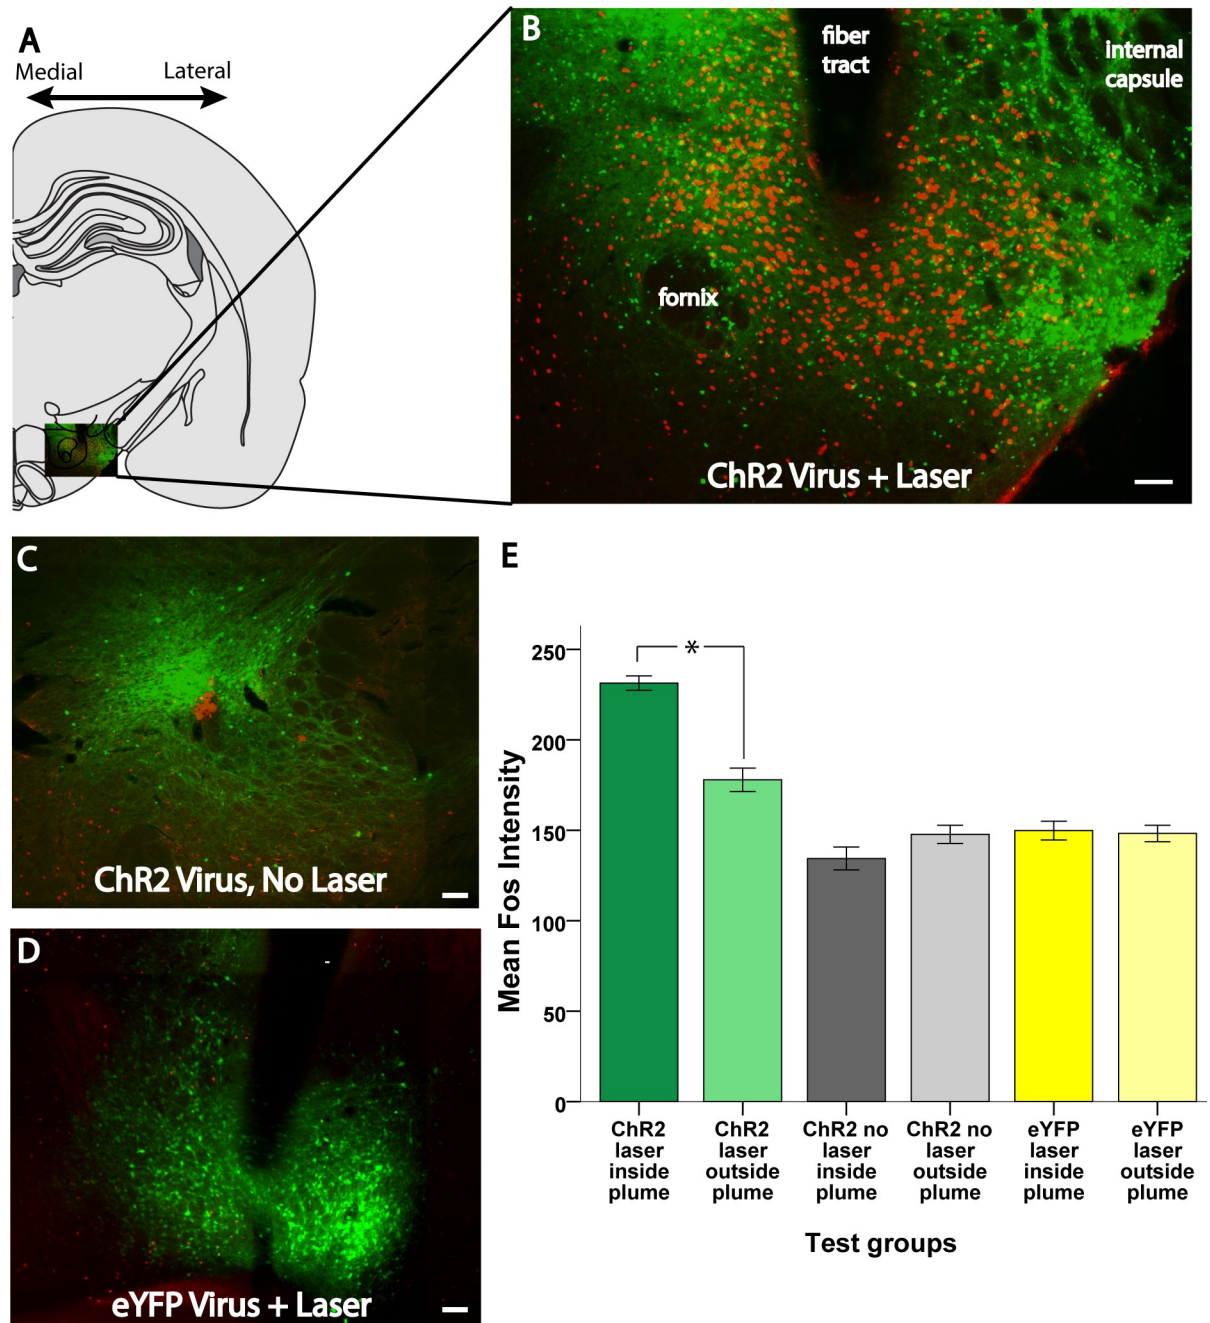 A
Medial Lateral
B
fiber
tract
internal
capsule
fornix
ChR2 Virus + Laser
C
ChR2 Virus, No Laser
D
eYFP Virus + Laser
E
Mean Fos Intensity
250
200
150
100
50
0
*
ChR2
laser
inside
plume
ChR2
laser
outside
plume
ChR2 no
laser
inside
plume
ChR2 no
laser
outside
plume
eYFP
laser
inside
plume
eYFP
laser
outside
plume
Test groups